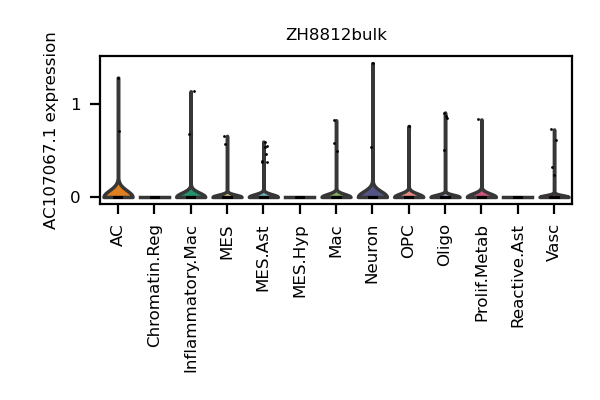 ZH8812bulk
AC107067.1 expression
1
0
AC
Chromatin.Reg
Inflammatory.Mac
MES
MES.Ast
MES.Hyp
Mac
Neuron
OPC
Oligo
Prolif.Metab
Reactive.Ast
Vasc